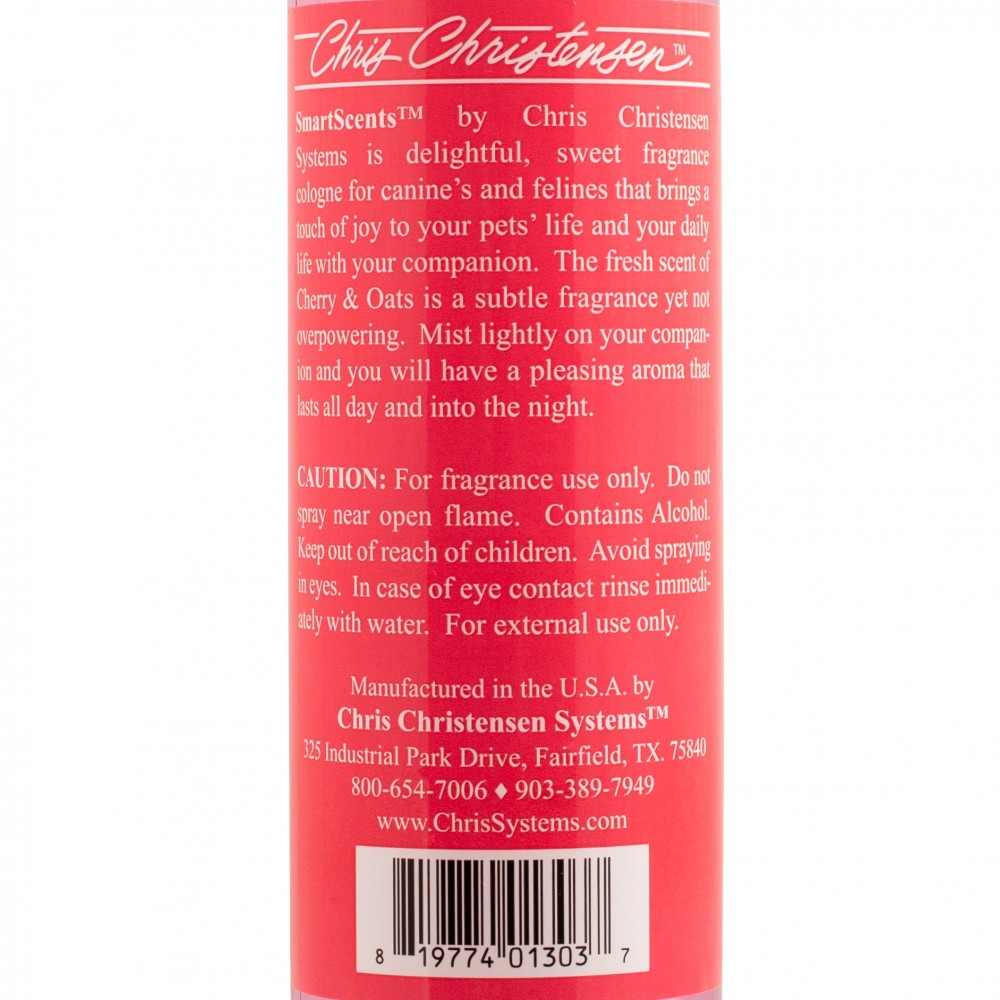 Chris Christensen™.
SmartScents™ by Chris Christensen
Systems is delightful, sweet fragrance
cologne for canine's and felines that brings a
touch of joy to your pets' life and your daily
life with your companion. The fresh scent of
Cherry & Oats is a subtle fragrance yet not
overpowering. Mist lightly on your compan-
ion and you will have a pleasing aroma that
lasts all day and into the night.
CAUTION: For fragrance use only. Do not
spray near open flame. Contains Alcohol.
Keep out of reach of children. Avoid spraying
in eyes. In case of eye contact rinse immedi-
ately with water. For external use only.
Manufactured in the U.S.A. by
Chris Christensen Systems™
325 Industrial Park Drive, Fairfield, TX. 75840
800-654-7006 ♦ 903-389-7949
www.ChrisSystems.com
8 19774 01303 7